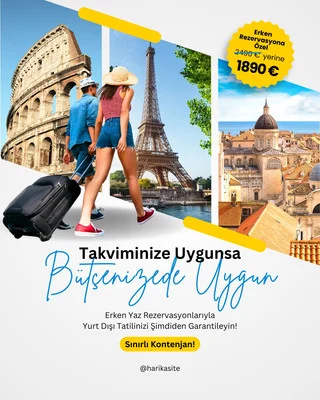 Erken
Rezervasyona
Özel
2490 € yerine
1890 €
Takviminize Uygunsa
Bütçenizede Uygun
Erken Yaz Rezervasyonlarıyla
Yurt Dışı Tatilinizi Şimdiden Garantileyin!
Sınırlı Kontenjan!
@harikasite